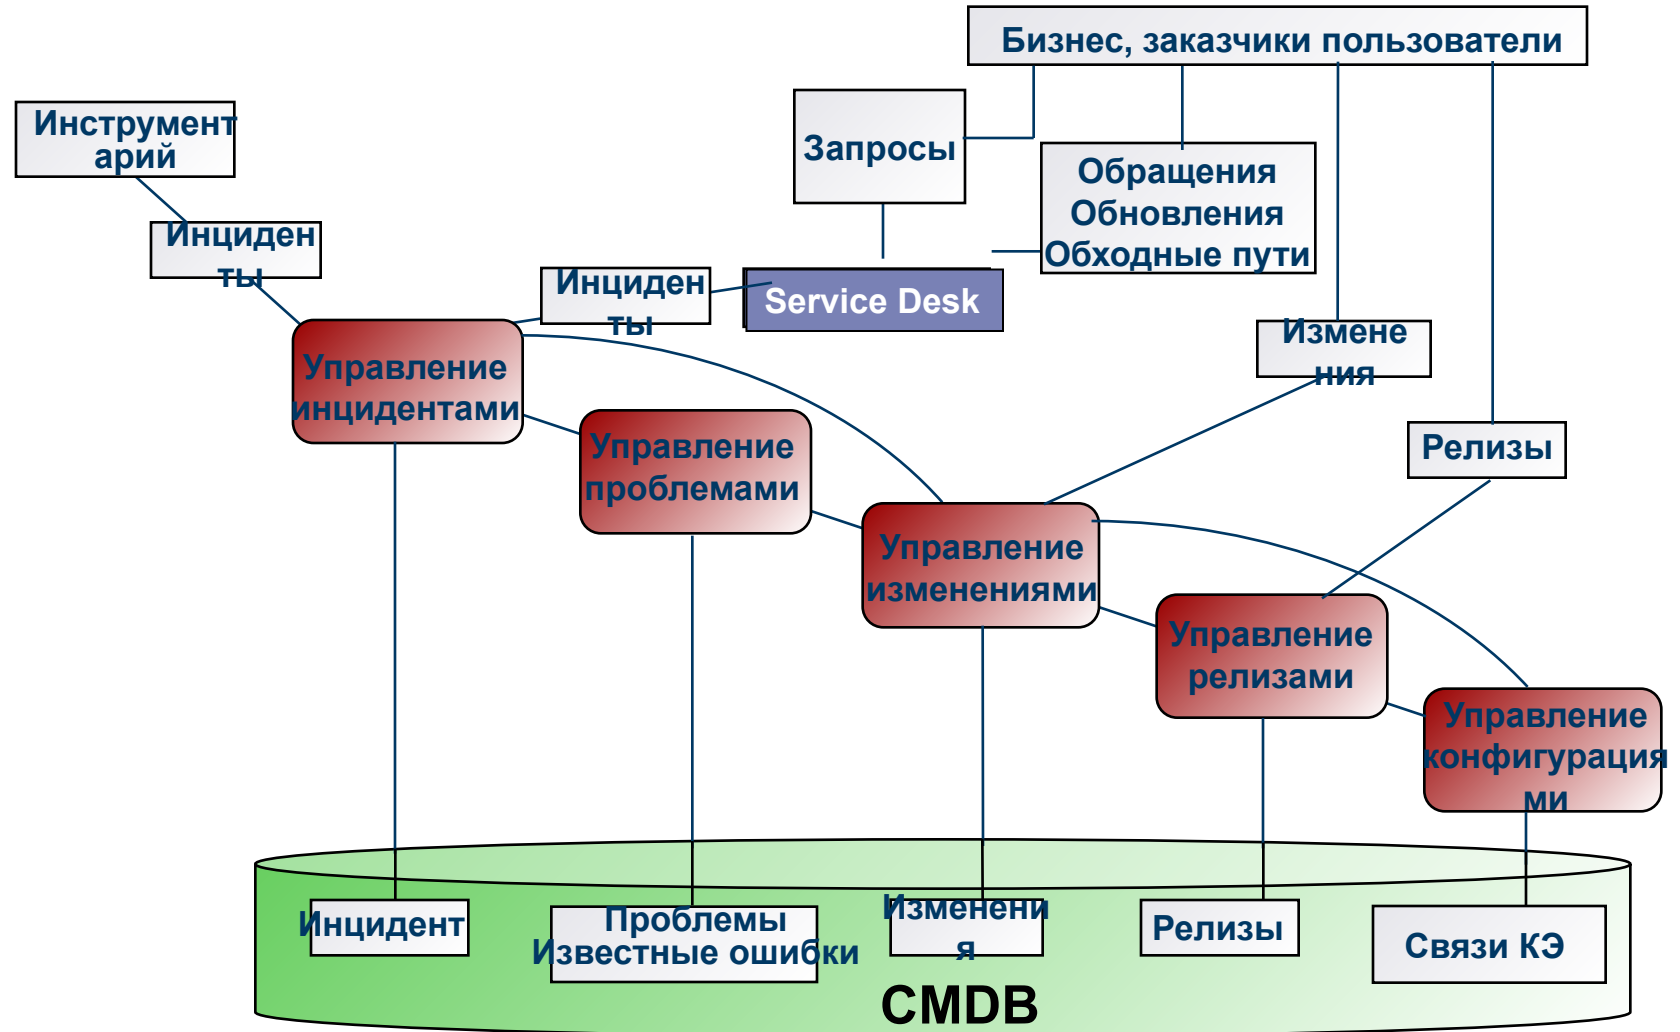 Бизнес, заказчики пользователи
Инструмент
арий
Запросы
Обращения
Обновления
Обходные пути
Инциден
ты
Инциден
ты
Service Desk
Измене
ния
Управление
инцидентами
Управление
проблемами
Релизы
Управление
изменениями
Управление
релизами
Управление
конфигурация
ми
Инцидент
Проблемы
Известные ошибки
Изменени
я
Релизы
Связи КЭ
CMDB